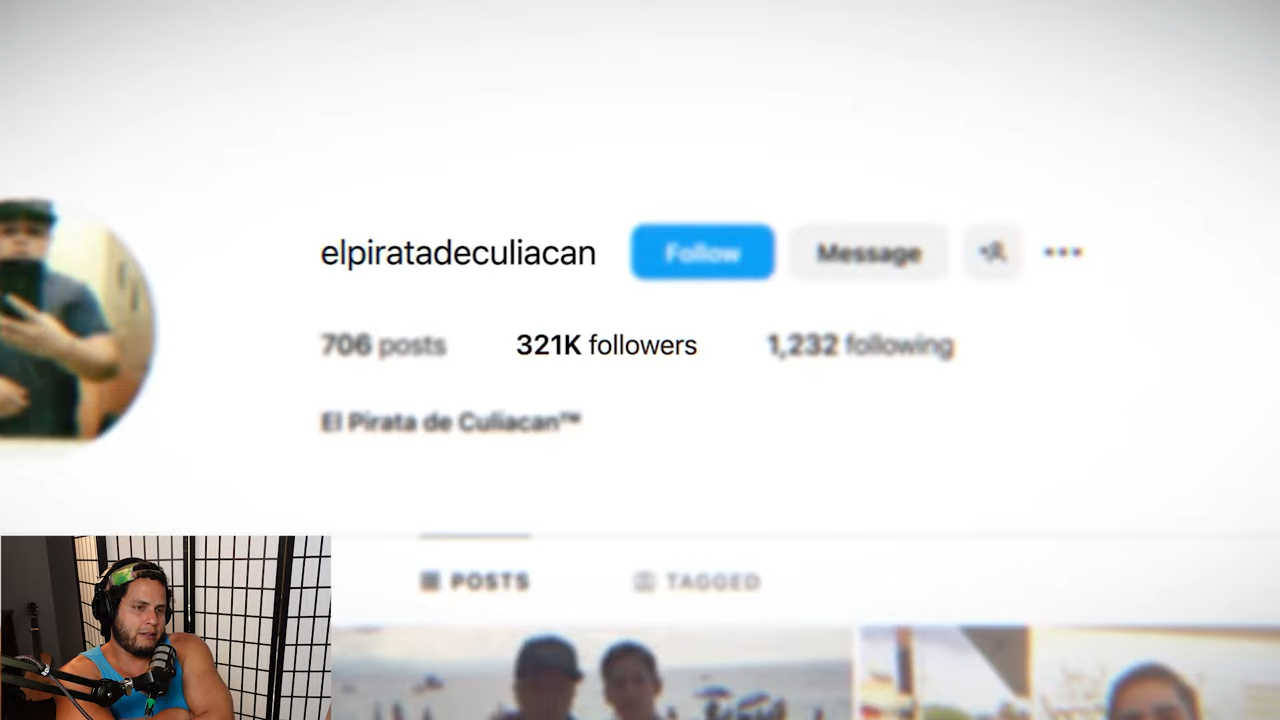 elpiratadeculiacan Follow Message •••
706 posts 321K followers 1,232 following
El Pirata de Culiacan™
POSTS TAGGED